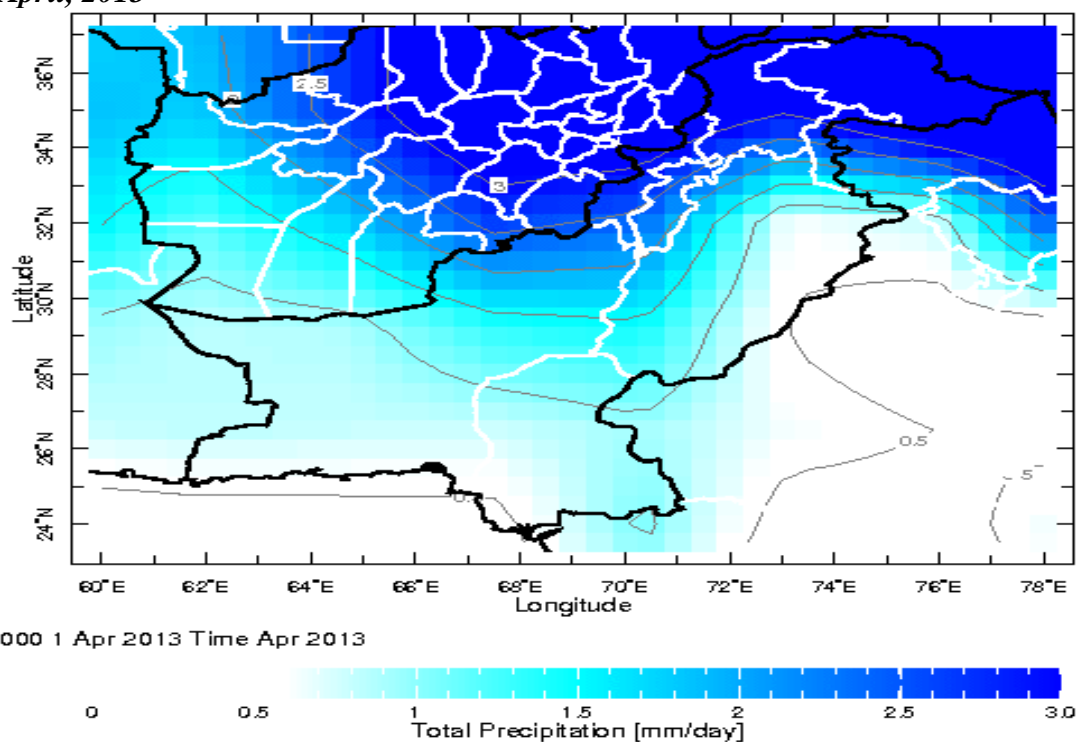 April, 2013
36°N
34°N
32°N
30°N
28°N
26°N
24°N
Latitude
2.5
3
0.5
60°E 62°E 64°E 66°E 68°E 70°E 72°E 74°E 76°E 78°E
Longitude
000 1 Apr 2013 Time Apr 2013
0 0.5 1 1.5 2 2.5 3.0
Total Precipitation [mm/day]